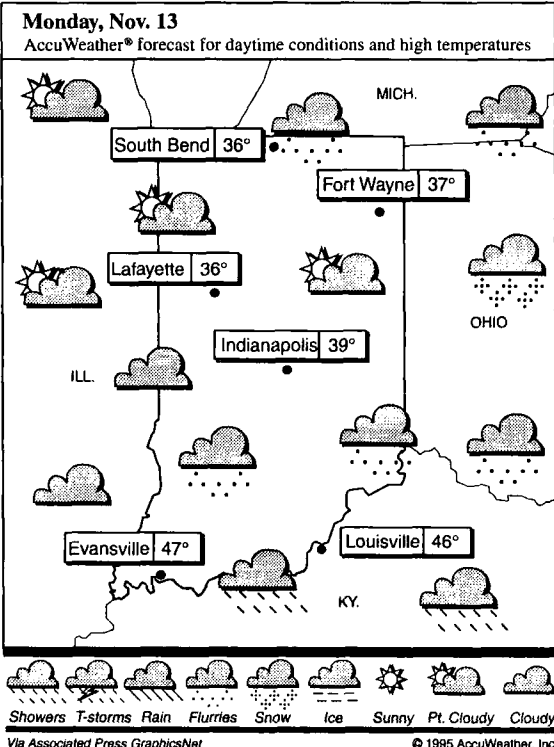 Monday, Nov. 13
AccuWeather® forecast for daytime conditions and high temperatures
MICH.
South Bend 36°
Fort Wayne 37°
Lafayette 36°
OHIO
Indianapolis 39°
ILL.
Evansville 47°
Louisville 46°
KY.
Showers T-storms Rain Flurries Snow Ice Sunny Pt. Cloudy Cloudy
Via Associated Press GraphicsNet
© 1995 AccuWeather, Inc.